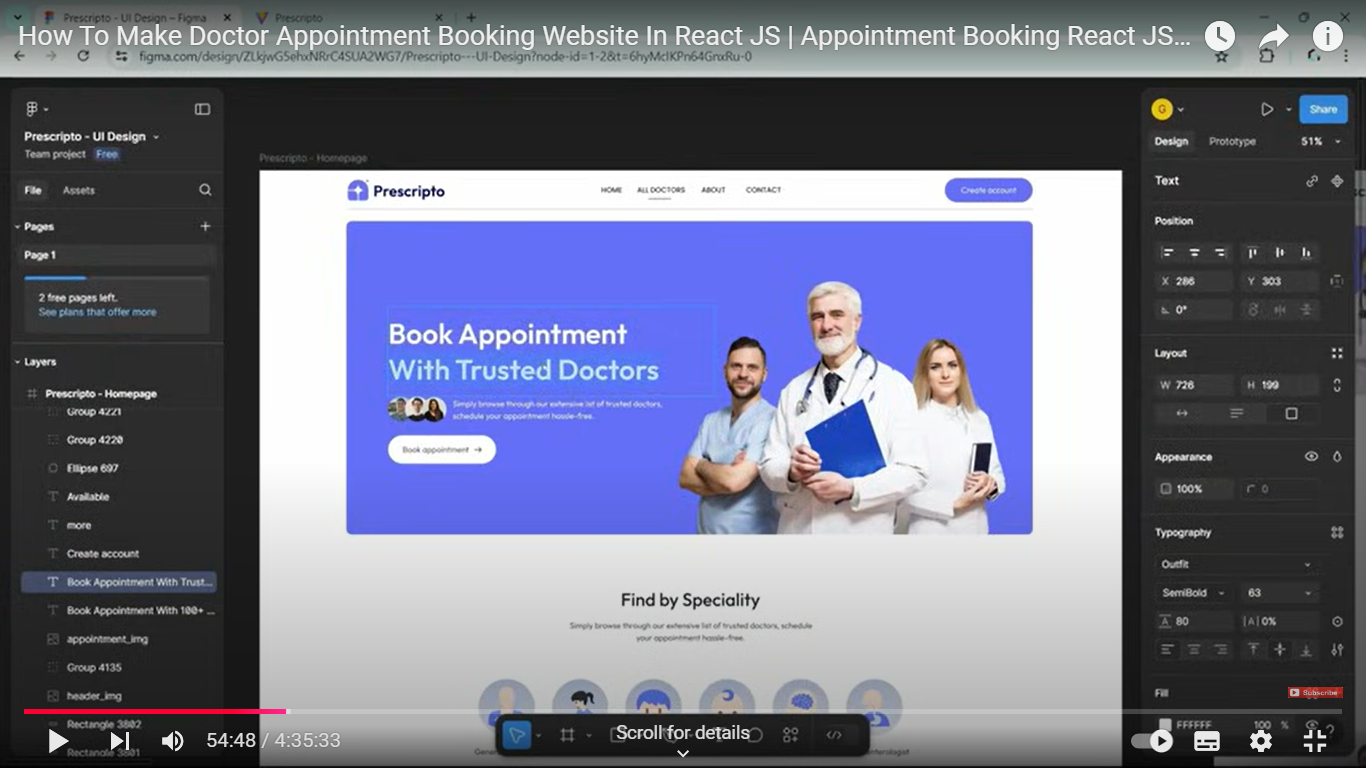 Prescripto - UI Design – Figma
Prescripto
How To Make Doctor Appointment Booking Website In React JS | Appointment Booking React JS...
figma.com/design/ZLkjwG5ehxNRrC4SUA2WG7/Prescripto---UI-Design?node-id=1-2&t=6hyMcIKPn64GnxRu-0
Prescripto - UI Design
Team project Free
File Assets
Pages
Page 1
2 free pages left.
See plans that offer more
Layers
Prescripto - Homepage
Group 4221
Group 4220
Ellipse 697
Available
more
Create account
Book Appointment With Trust...
Book Appointment With 100+ ...
appointment_img
Group 4135
header_img
Rectangle 3802
Rectangle 3801
Prescripto - Homepage
Prescripto
HOME ALL DOCTORS ABOUT CONTACT
Create account
Book Appointment
With Trusted Doctors
Simply browse through our extensive list of trusted doctors,
schedule your appointment hassle-free.
Book appointment →
Find by Speciality
Simply browse through our extensive list of trusted doctors, schedule
your appointment hassle-free.
G
Share
Design Prototype 51%
Text
Position
X 286 Y 303
0°
Layout
W 726 H 199
Appearance
100% 0
Typography
Outfit
SemiBold 63
A 80 |A| 0%
Fill
Subscribe
FFFFFF 100 %
Scroll for details
54:48 / 4:35:33